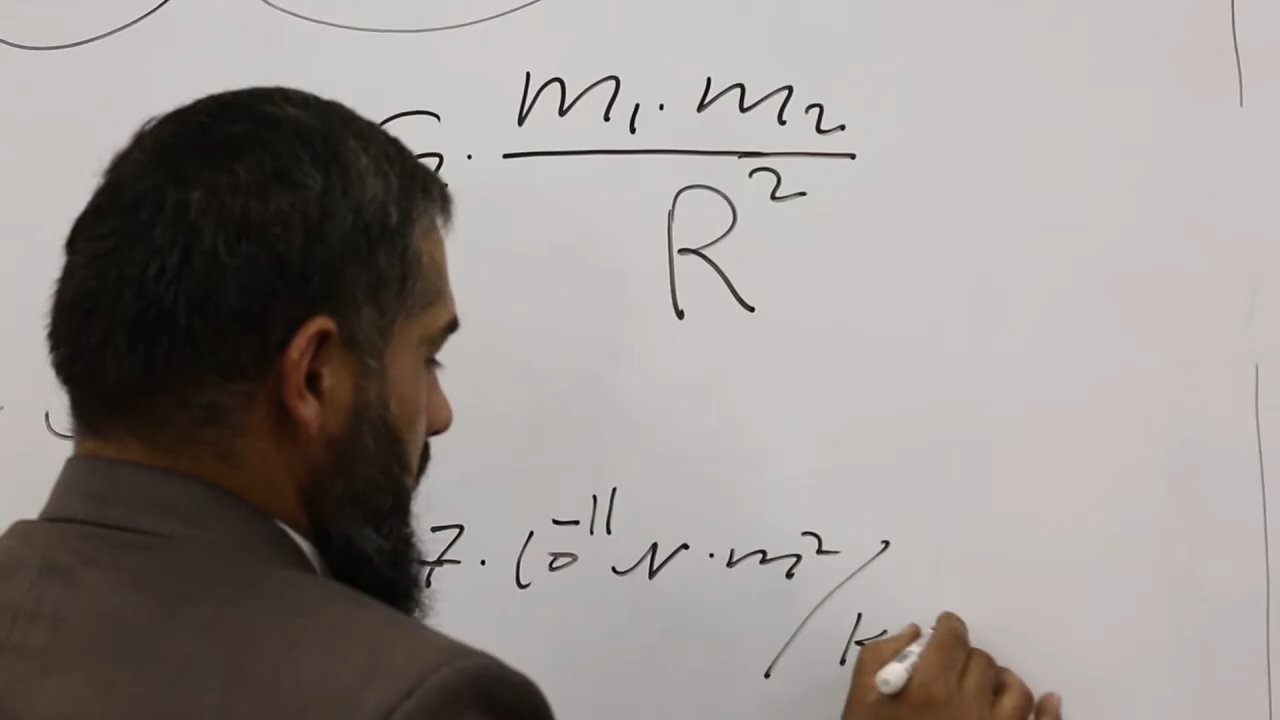 G · m₁ · m₂ / R²
7 · 10⁻¹¹ N · m² / k